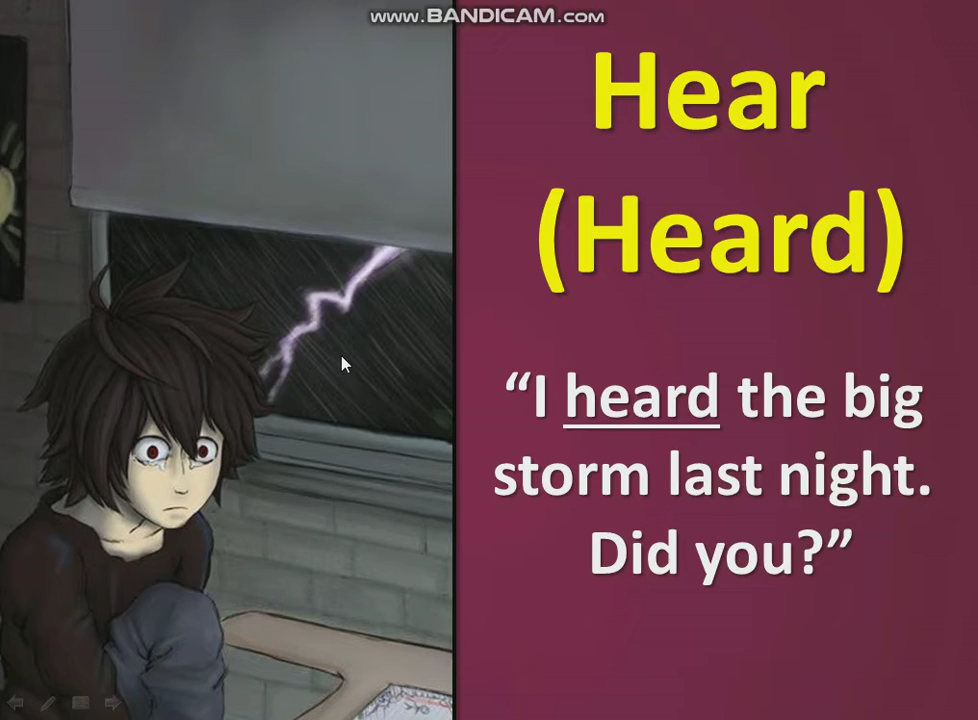 www.BANDICAM.com
Hear
(Heard)
“I heard the big
storm last night.
Did you?”